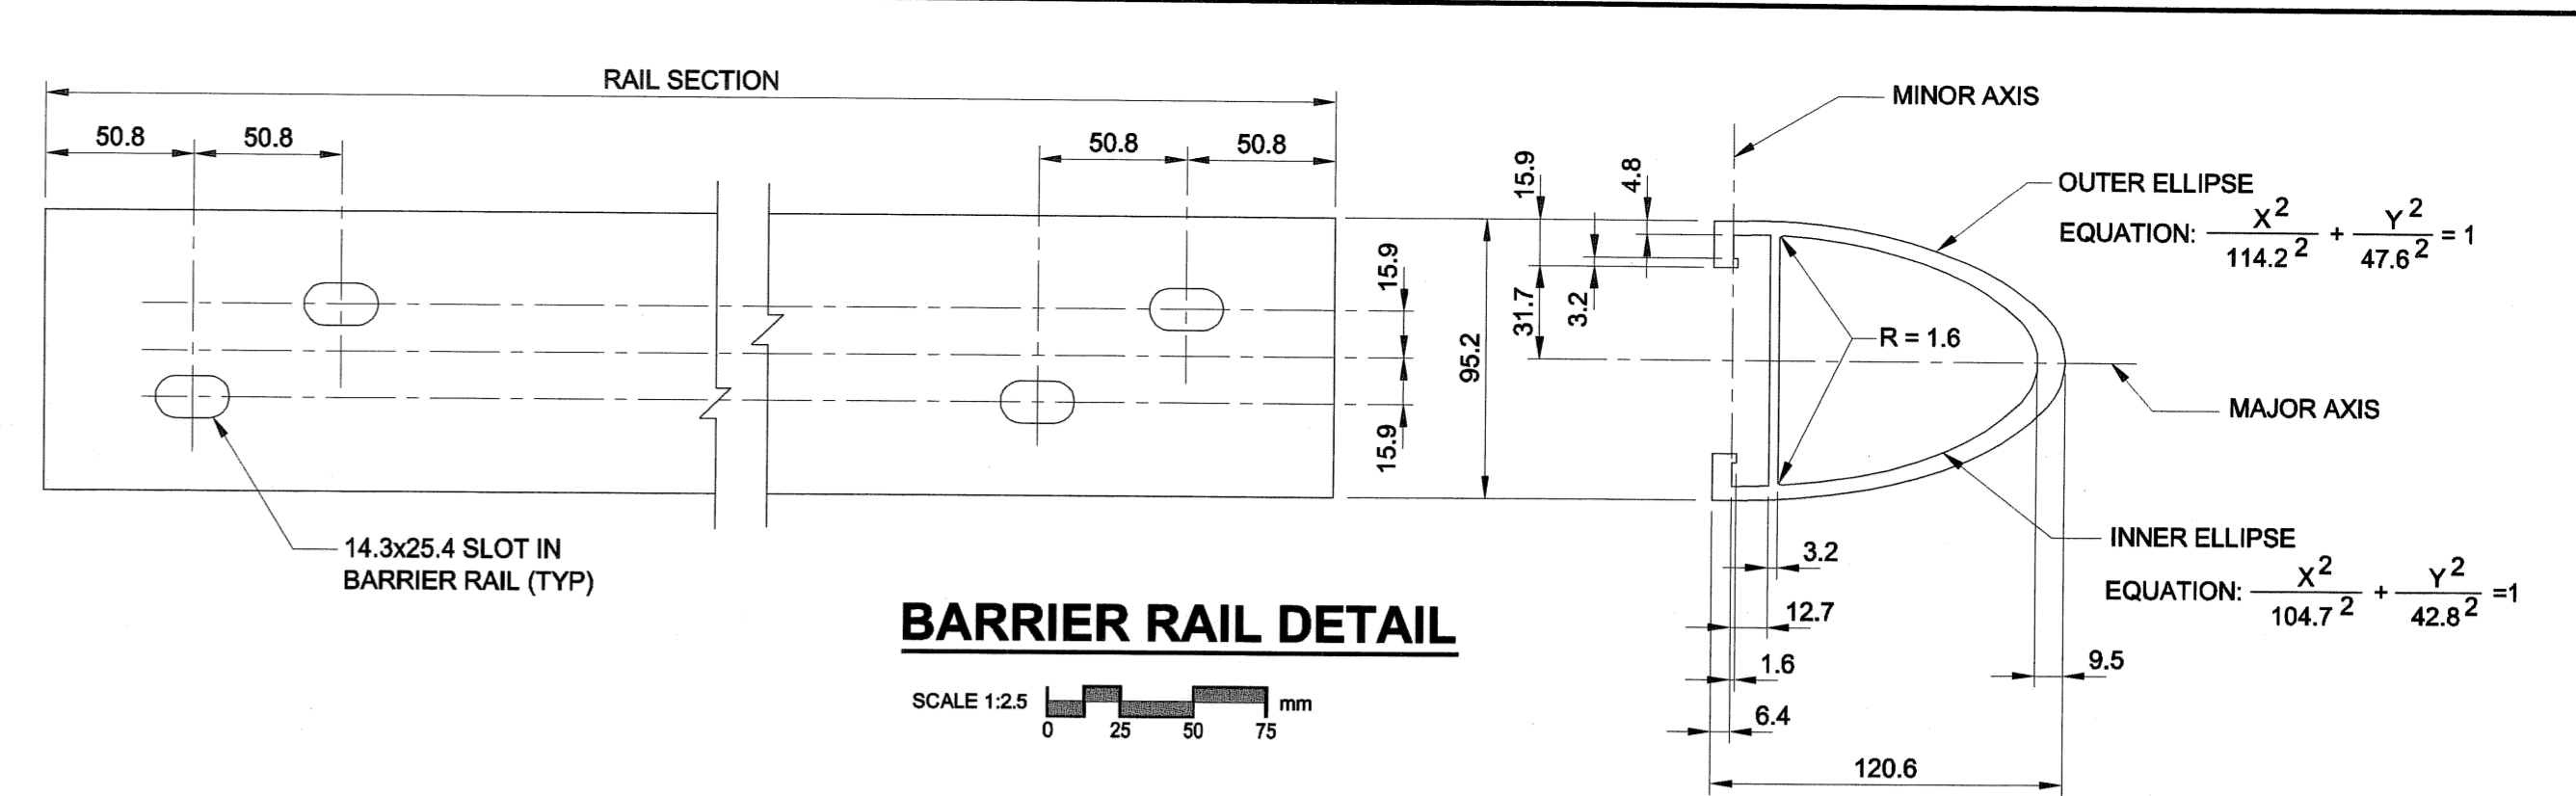 RAIL SECTION
50.8
50.8
50.8
50.8
15.9
15.9
14.3x25.4 SLOT IN
BARRIER RAIL (TYP)
BARRIER RAIL DETAIL
SCALE 1:2.5
0 25 50 75
mm
MINOR AXIS
15.9
4.8
31.7
3.2
95.2
R = 1.6
OUTER ELLIPSE
EQUATION: X² / 114.2² + Y² / 47.6² = 1
MAJOR AXIS
INNER ELLIPSE
EQUATION: X² / 104.7² + Y² / 42.8² =1
3.2
12.7
1.6
9.5
6.4
120.6